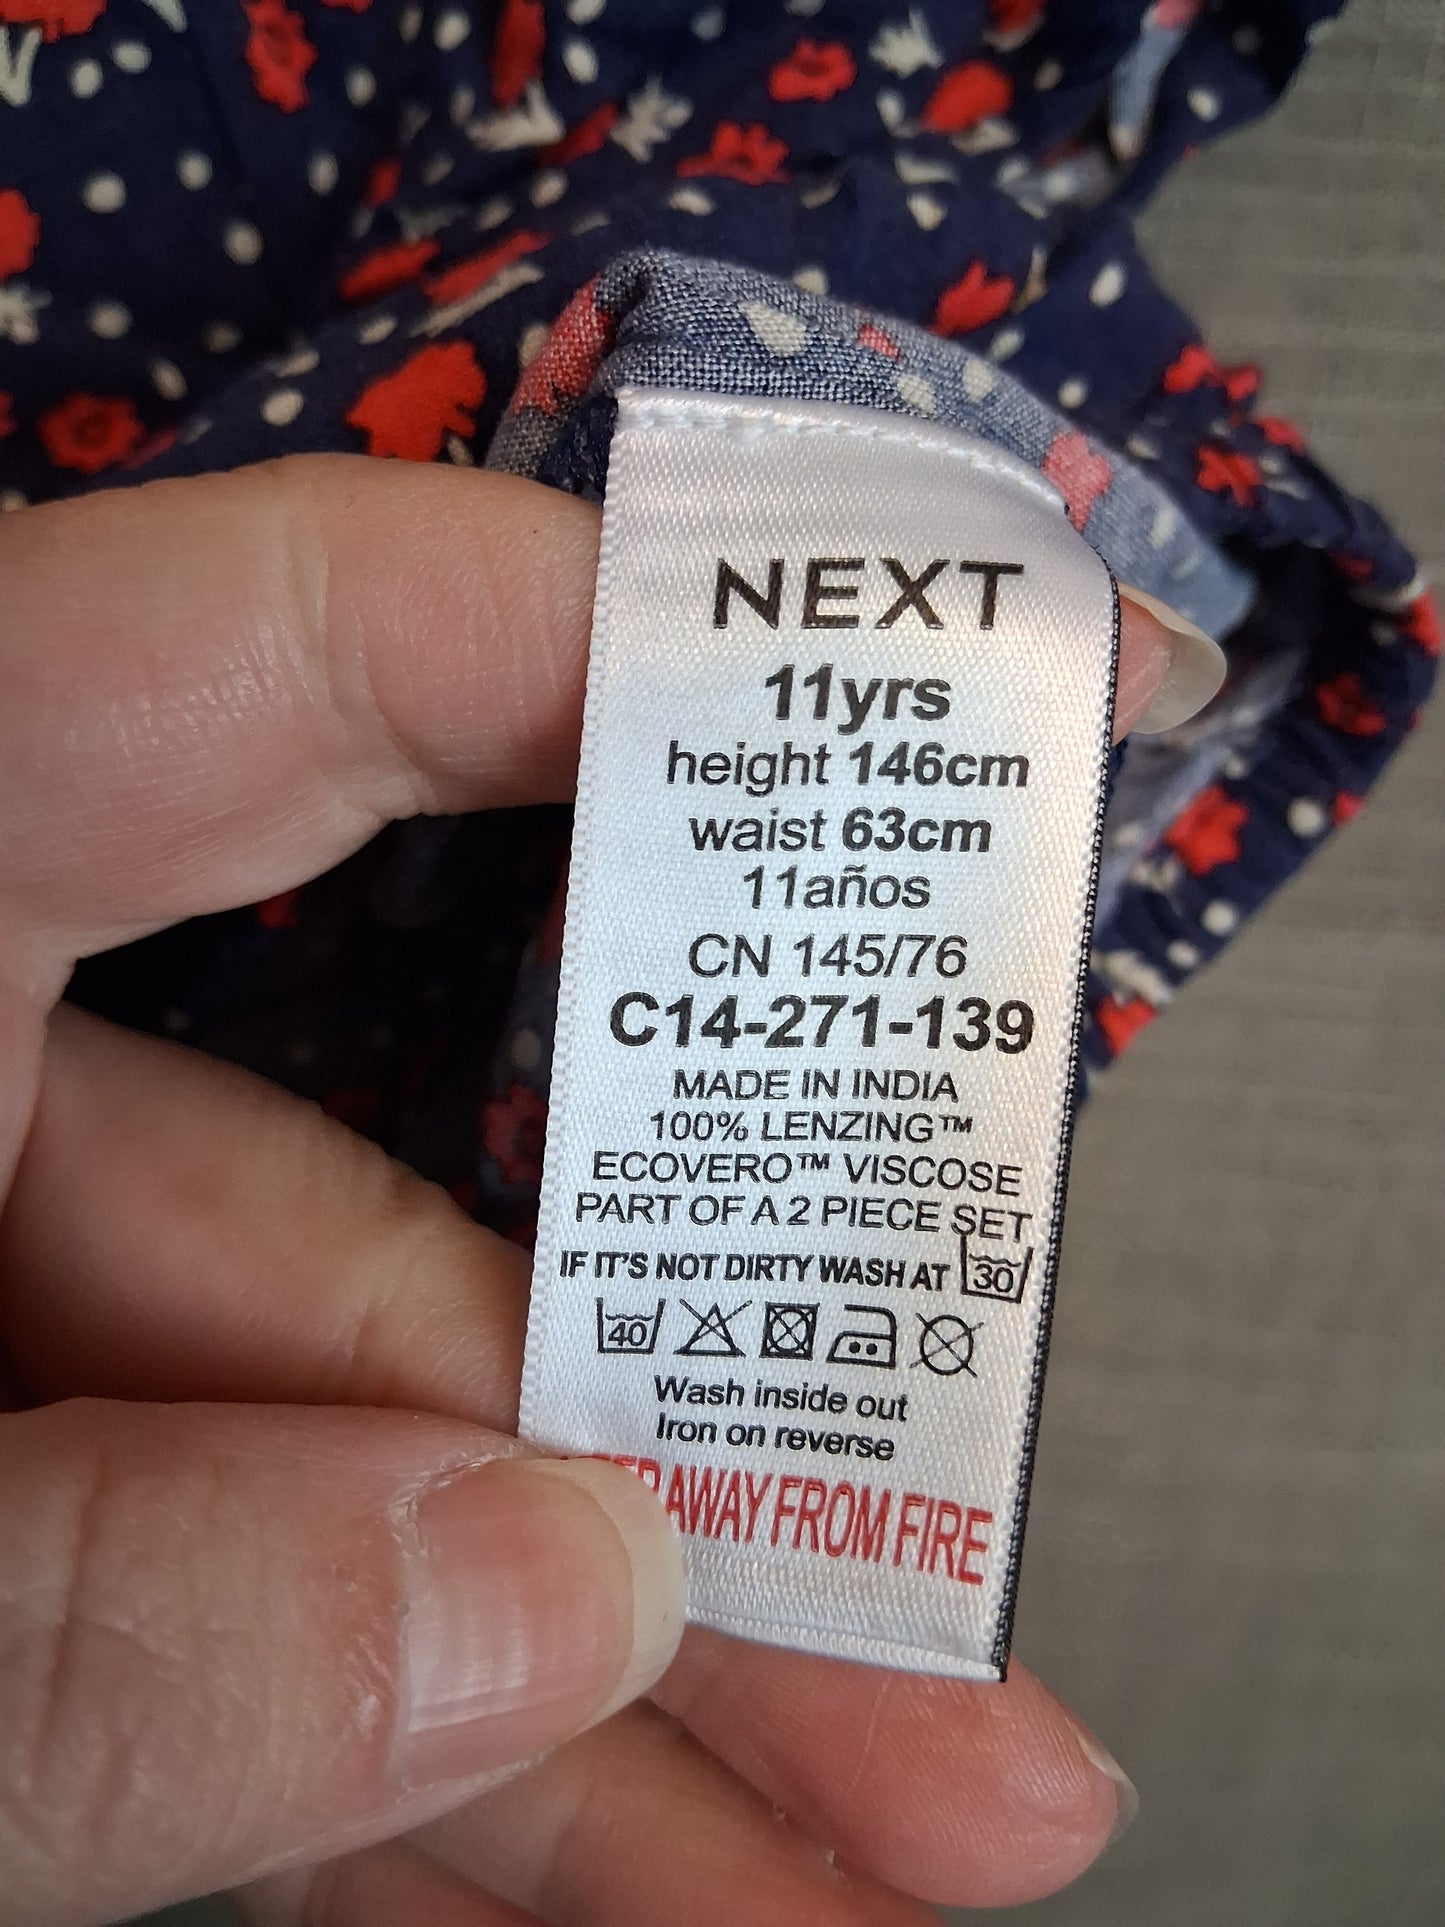 NEXT
11yrs
height 146cm
waist 63cm
11años
CN 145/76
C14-271-139
MADE IN INDIA
100% LENZING™
ECOVERO™ VISCOSE
PART OF A 2 PIECE SET
IF IT'S NOT DIRTY WASH AT 30
40
Wash inside out
Iron on reverse
AWAY FROM FIRE